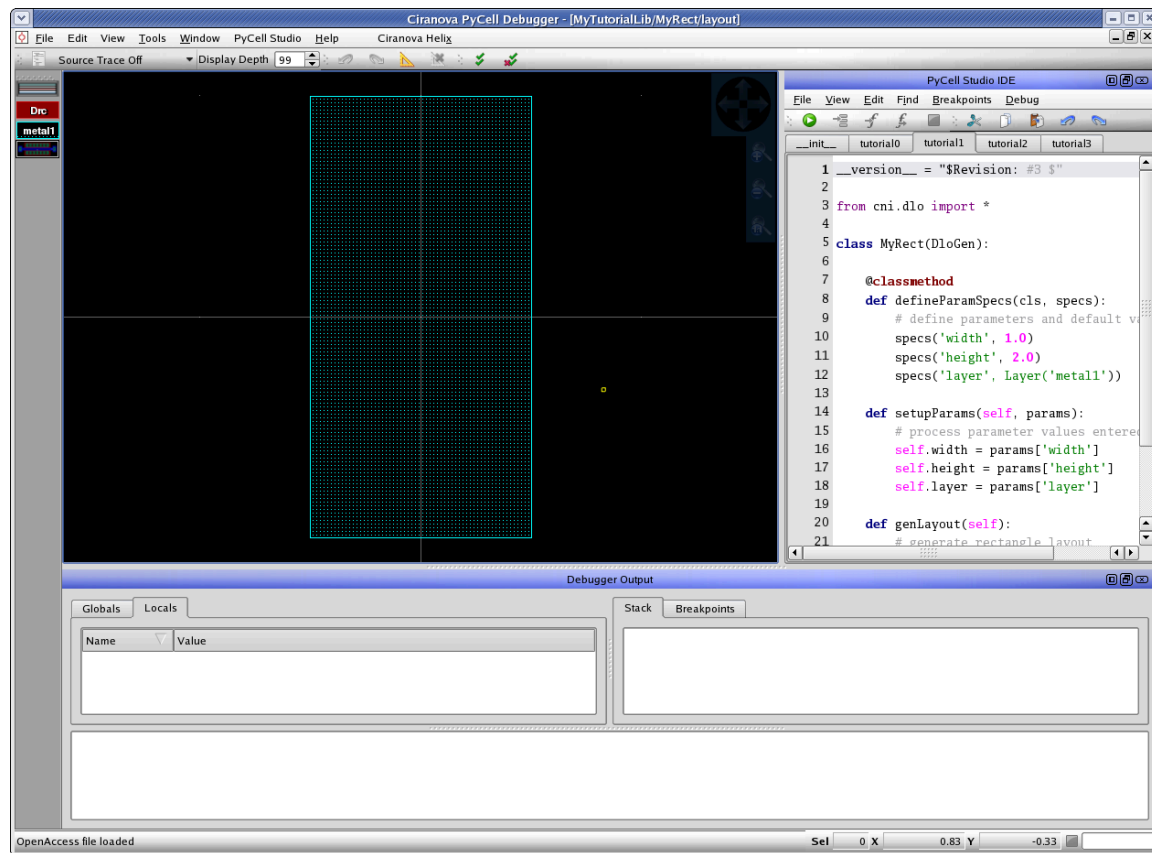 Ciranova PyCell Debugger - [MyTutorialLib/MyRect/layout]
File Edit View Tools Window PyCell Studio Help Ciranova Helix
Source Trace Off Display Depth 99
Drc
metal1
PyCell Studio IDE
File View Edit Find Breakpoints Debug
__init__ tutorial0 tutorial1 tutorial2 tutorial3
1 __version__ = "$Revision: #3 $"
2
3 from cni.dlo import *
4
5 class MyRect(DloGen):
6
7 @classmethod
8 def defineParamSpecs(cls, specs):
9 # define parameters and default va
10 specs('width', 1.0)
11 specs('height', 2.0)
12 specs('layer', Layer('metal1'))
13
14 def setupParams(self, params):
15 # process parameter values entered
16 self.width = params['width']
17 self.height = params['height']
18 self.layer = params['layer']
19
20 def genLayout(self):
21 # generate rectangle layout
Debugger Output
Globals Locals
Name Value
Stack Breakpoints
OpenAccess file loaded
Sel 0 X 0.83 Y -0.33